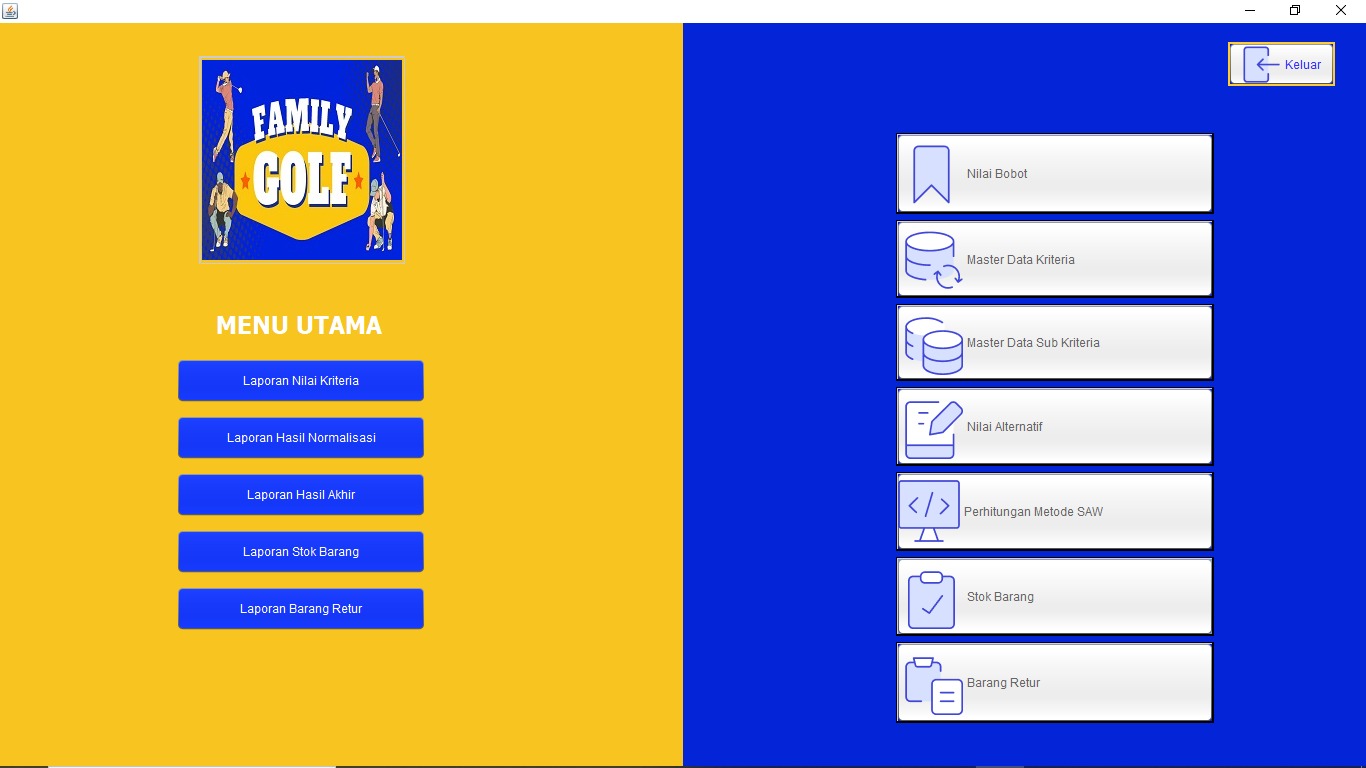 FAMILY
GOLF
MENU UTAMA
Laporan Nilai Kriteria
Laporan Hasil Normalisasi
Laporan Hasil Akhir
Laporan Stok Barang
Laporan Barang Retur
Keluar
Nilai Bobot
Master Data Kriteria
Master Data Sub Kriteria
Nilai Alternatif
Perhitungan Metode SAW
Stok Barang
Barang Retur